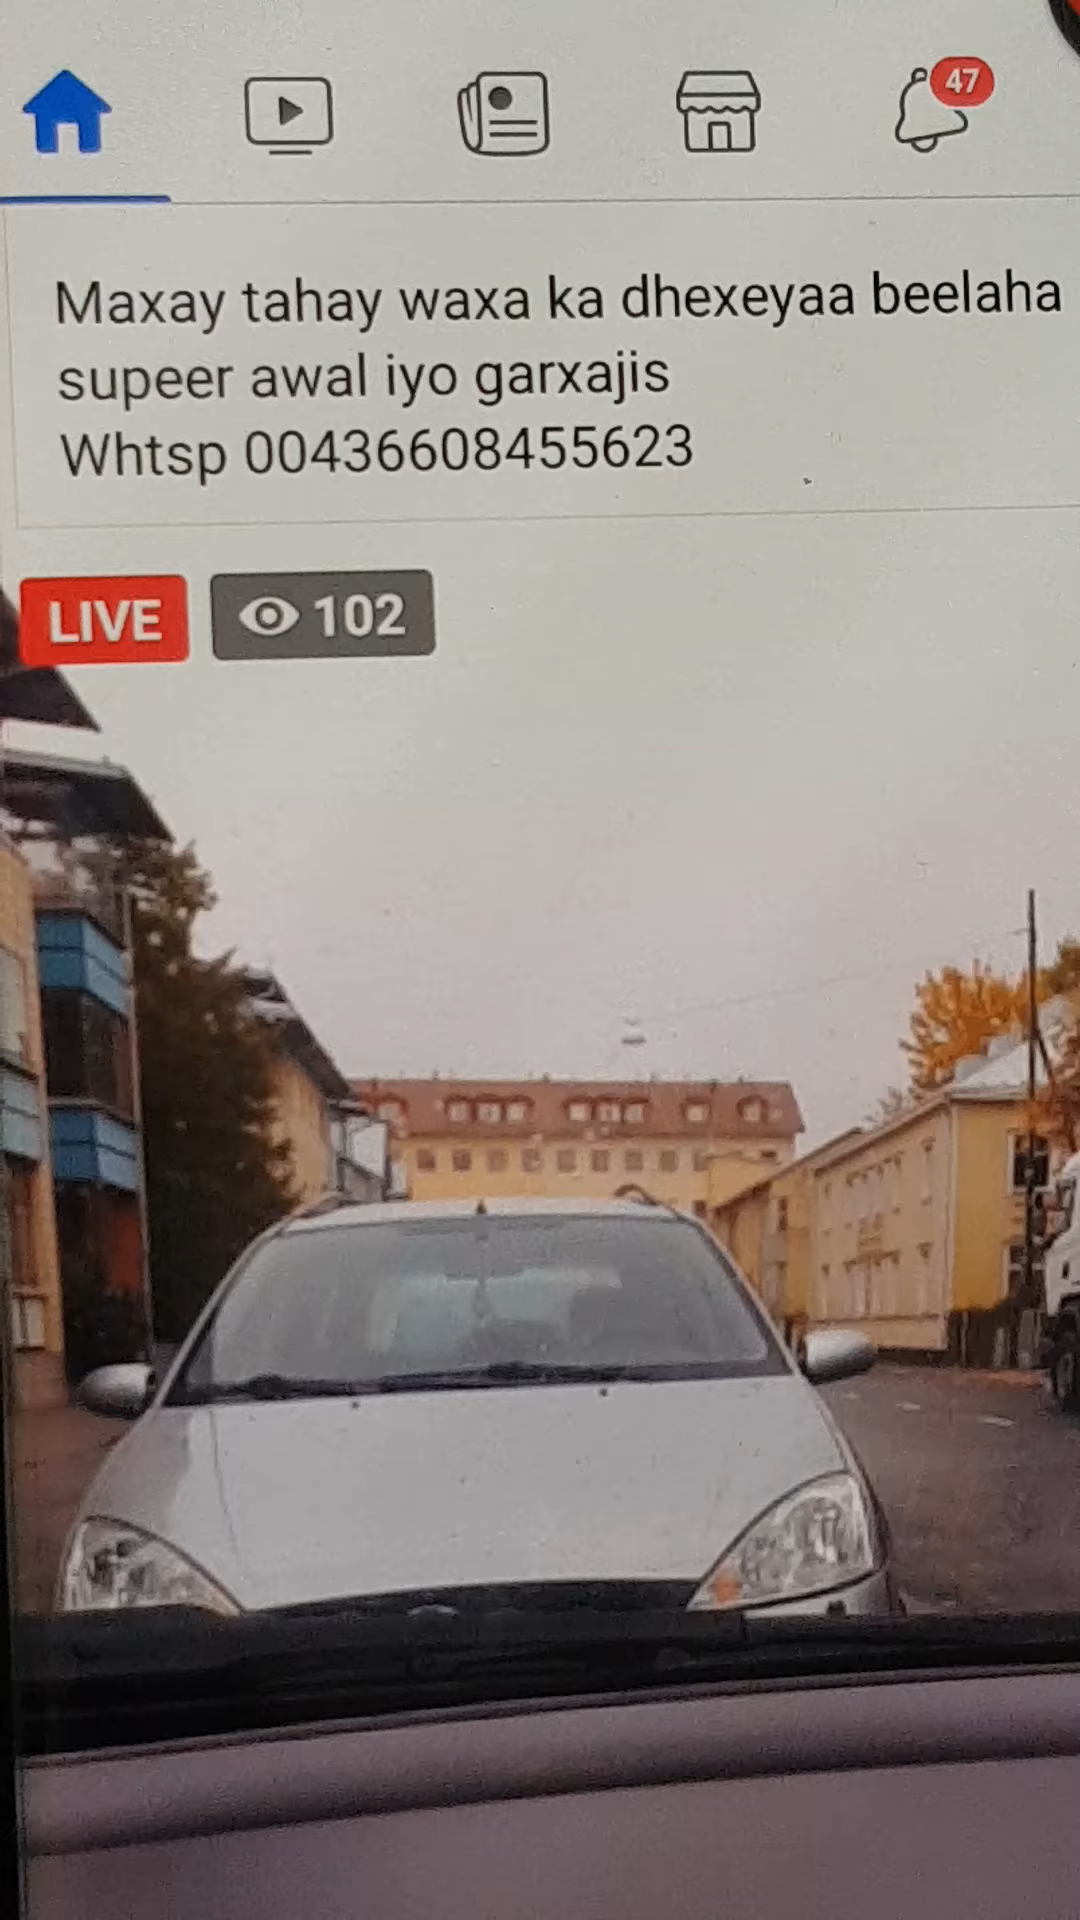 47
Maxay tahay waxa ka dhexeyaa beelaha
supeer awal iyo garxajis
Whtsp 00436608455623
LIVE 102